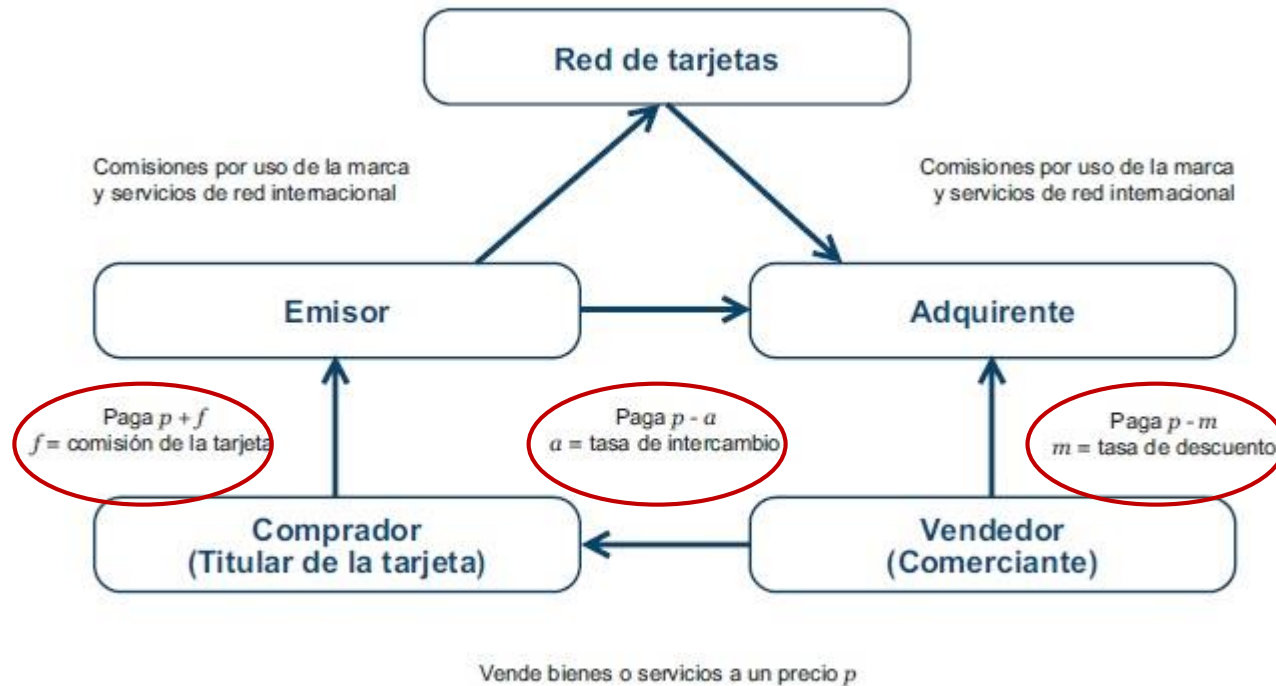 Red de tarjetas
Comisiones por uso de la marca
y servicios de red internacional
Comisiones por uso de la marca
y servicios de red internacional
Emisor
Adquirente
Paga p + f
f = comisión de la tarjeta
Paga p - a
a = tasa de intercambio
Paga p - m
m = tasa de descuento
Comprador
(Titular de la tarjeta)
Vendedor
(Comerciante)
Vende bienes o servicios a un precio p